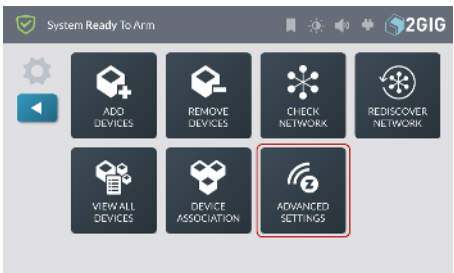 System Ready To Arm
2GIG
ADD
DEVICES
REMOVE
DEVICES
CHECK
NETWORK
REDISCOVER
NETWORK
VIEW ALL
DEVICES
DEVICE
ASSOCIATION
Z
ADVANCED
SETTINGS